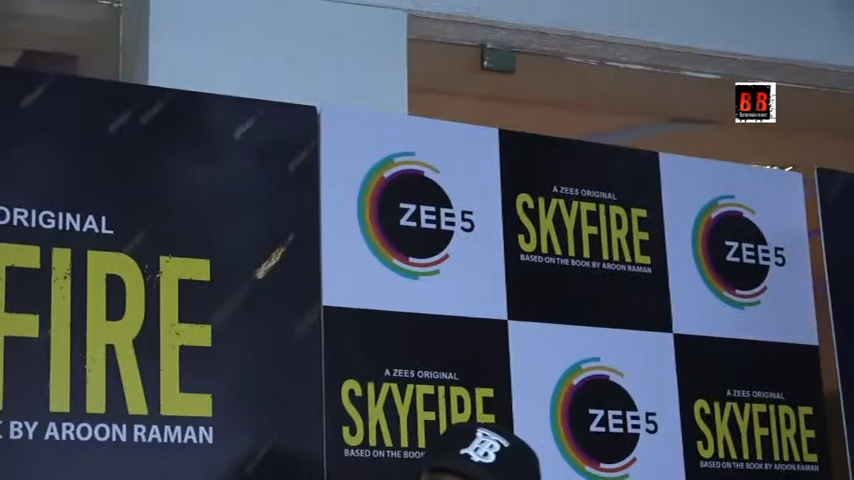 BB
Entertainment
ORIGINAL
FIRE
K BY AROON RAMAN
ZEE5
A ZEE5 ORIGINAL
SKYFIRE
BASED ON THE BOOK BY AROON RAMAN
ZEE5
A ZEE5 ORIGINAL
SKYFIRE
BASED ON THE BOOK
ZEE5
A ZEE5 ORIGINAL
SKYFIRE
BASED ON THE BOOK BY AROON RAMAN